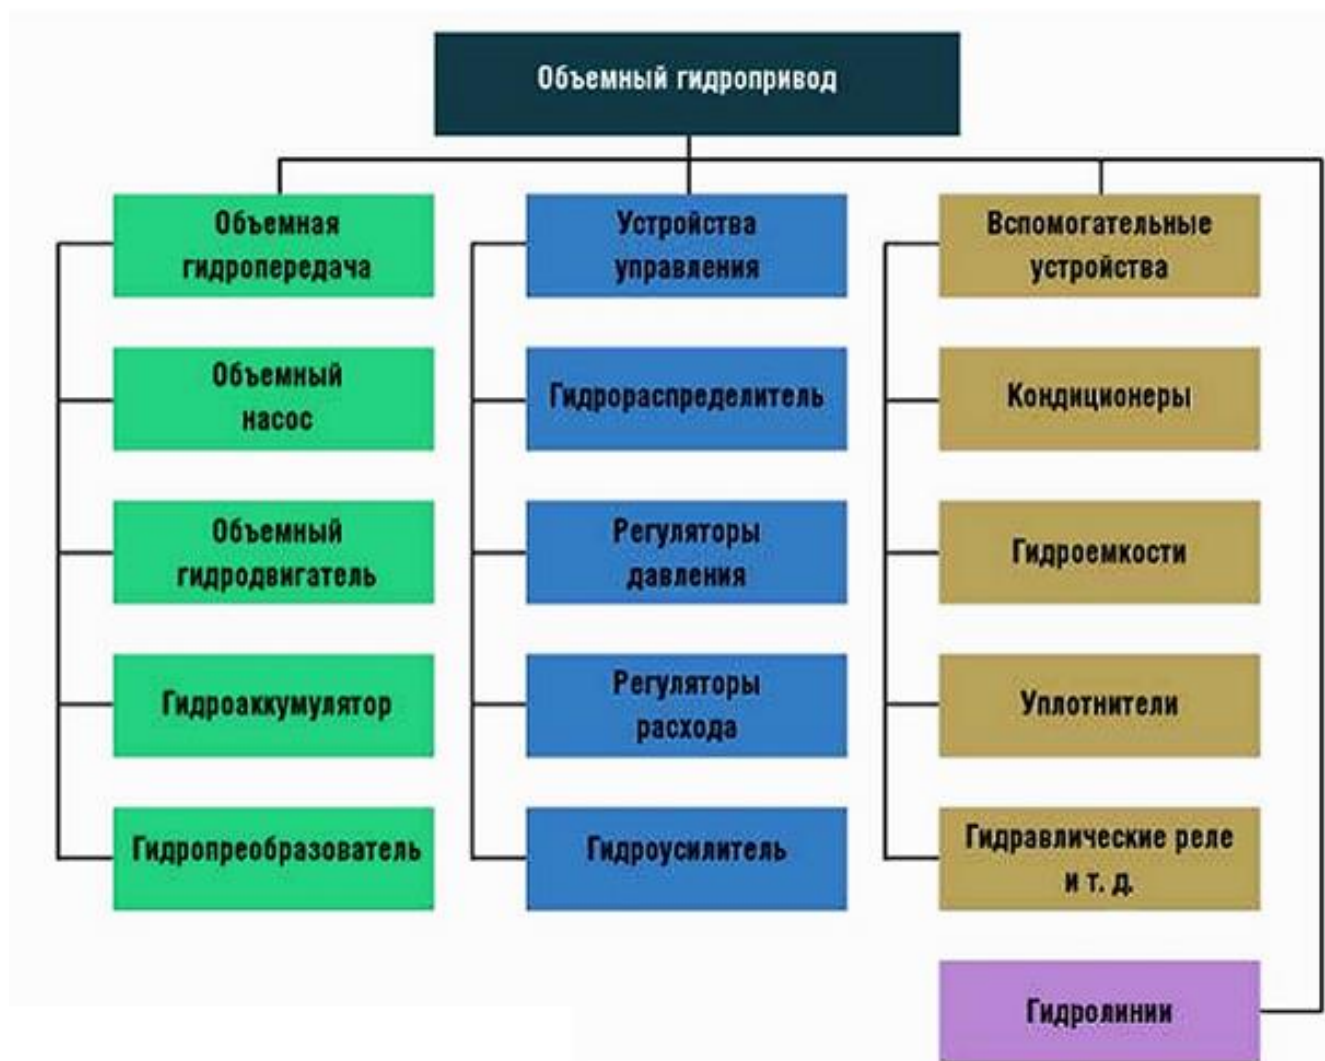 Объемный гидропривод
Объемная
гидропередача
Объемный
насос
Объемный
гидродвигатель
Гидроаккумулятор
Гидропреобразователь
Устройства
управления
Гидрораспределитель
Регуляторы
давления
Регуляторы
расхода
Гидроусилитель
Вспомогательные
устройства
Кондиционеры
Гидроемкости
Уплотнители
Гидравлические реле
и т. д.
Гидролинии